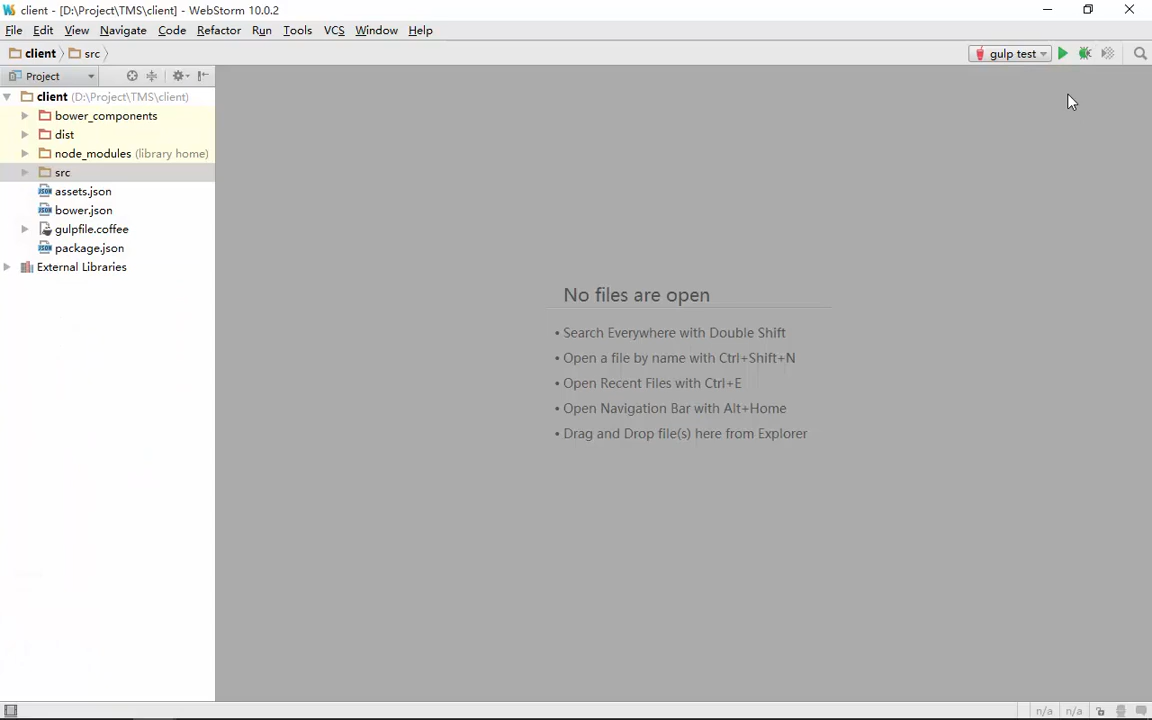 client - [D:\Project\TMS\client] - WebStorm 10.0.2
File Edit View Navigate Code Refactor Run Tools VCS Window Help
client src gulp test
Project
client (D:\Project\TMS\client)
bower_components
dist
node_modules (library home)
src
assets.json
bower.json
gulpfile.coffee
package.json
External Libraries
No files are open
• Search Everywhere with Double Shift
• Open a file by name with Ctrl+Shift+N
• Open Recent Files with Ctrl+E
• Open Navigation Bar with Alt+Home
• Drag and Drop file(s) here from Explorer
n/a n/a